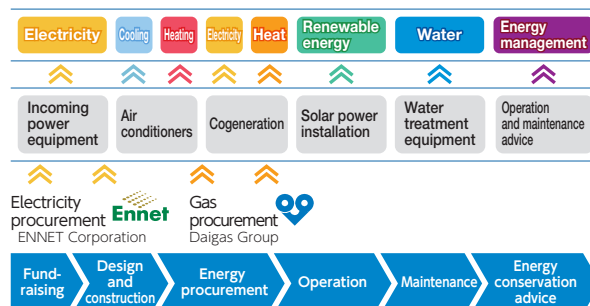 Electricity
Cooling
Heating
Electricity
Heat
Renewable
energy
Water
Energy
management
Incoming
power
equipment
Air
conditioners
Cogeneration
Solar power
installation
Water
treatment
equipment
Operation
and maintenance
advice
Electricity
procurement
Ennet
ENNET Corporation
Gas
procurement
Daigas Group
Fund-
raising
Design
and
construction
Energy
procurement
Operation
Maintenance
Energy
conservation
advice